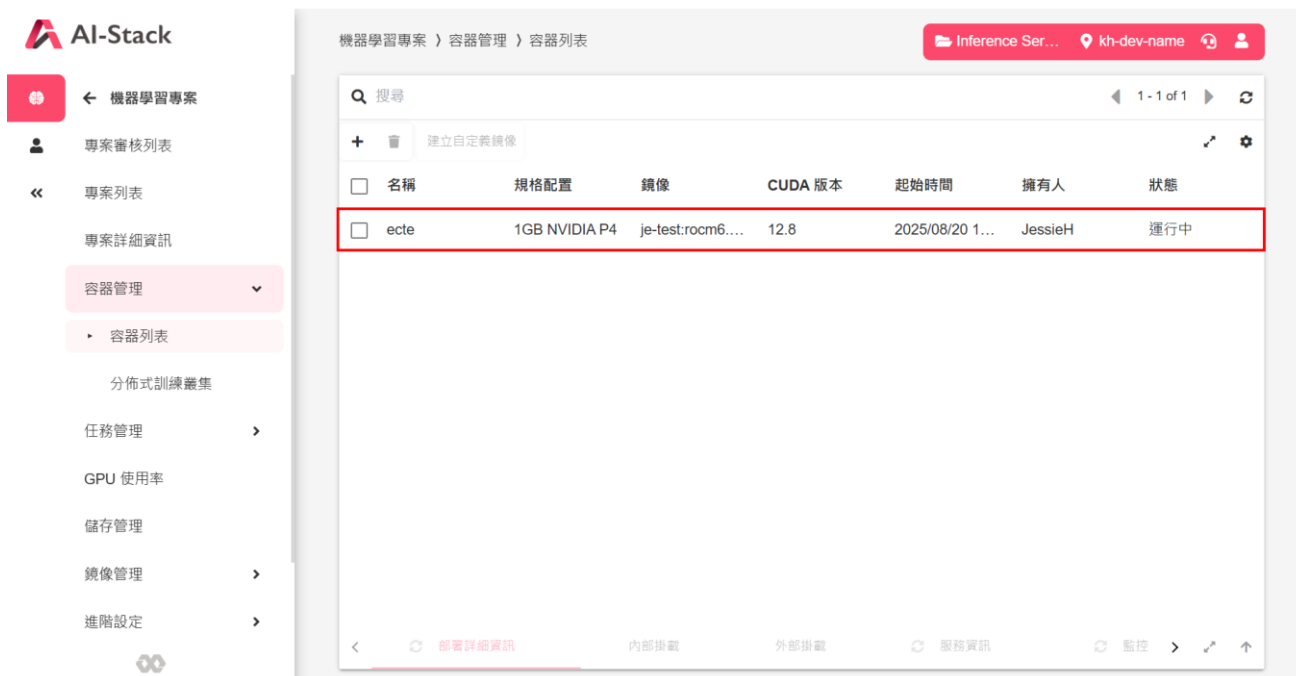 AI-Stack
機器學習專案 》 容器管理 》 容器列表
Inference Ser... kh-dev-name
機器學習專案
專案審核列表
專案列表
專案詳細資訊
容器管理
容器列表
分佈式訓練叢集
任務管理
GPU 使用率
儲存管理
鏡像管理
進階設定
搜尋
1 - 1 of 1
建立自定義鏡像
名稱 規格配置 鏡像 CUDA 版本 起始時間 擁有人 狀態
ecte 1GB NVIDIA P4 je-test:rocm6.... 12.8 2025/08/20 1... JessieH 運行中
部署詳細資訊 內部掛載 外部掛載 服務資訊 監控